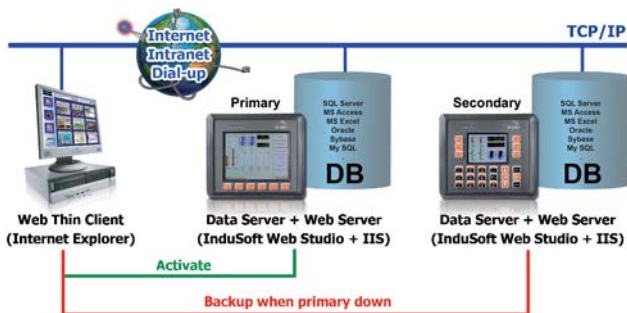 TCP/IP
Internet
Intranet
Dial-up
Primary
SQL Server
MS Access
MS Excel
Oracle
Sybase
My SQL
DB
Secondary
SQL Server
MS Access
MS Excel
Oracle
Sybase
My SQL
DB
Web Thin Client
(Internet Explorer)
Data Server + Web Server
(InduSoft Web Studio + IIS)
Data Server + Web Server
(InduSoft Web Studio + IIS)
Activate
Backup when primary down